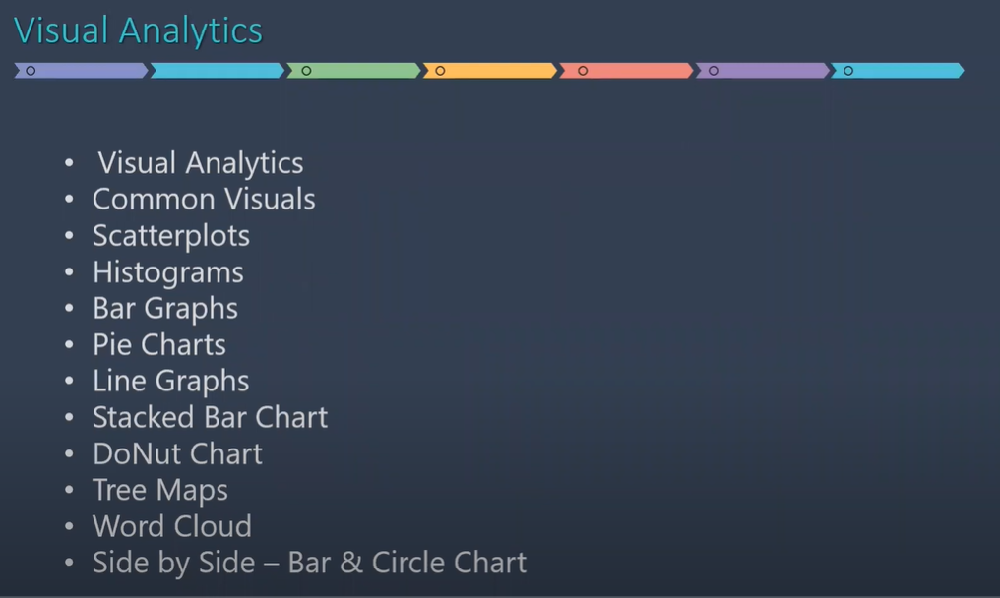 Visual Analytics
• Visual Analytics
• Common Visuals
• Scatterplots
• Histograms
• Bar Graphs
• Pie Charts
• Line Graphs
• Stacked Bar Chart
• DoNut Chart
• Tree Maps
• Word Cloud
• Side by Side – Bar & Circle Chart